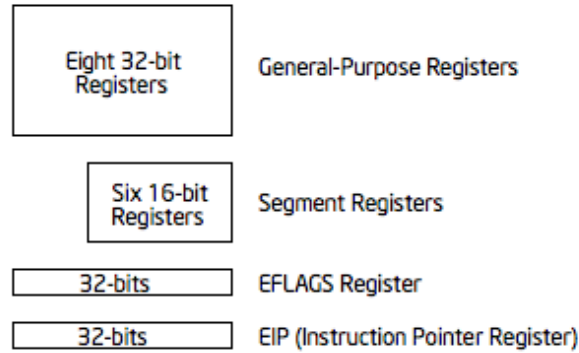 Eight 32-bit
Registers
General-Purpose Registers
Six 16-bit
Registers
Segment Registers
32-bits
EFLAGS Register
32-bits
EIP (Instruction Pointer Register)